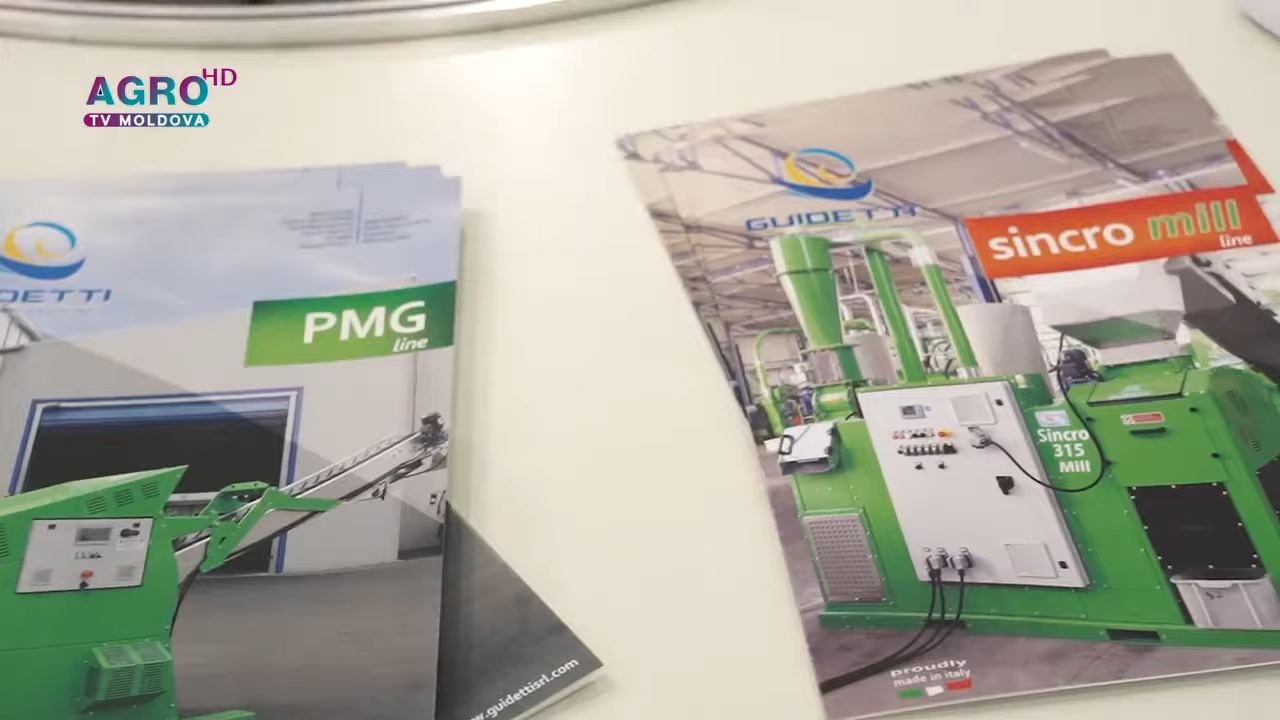 AGRO HD
TV MOLDOVA
DETTI
PMG
line
w.guidettisrl.com
GUIDETTI
sincro mill
line
Sincro
315
Mill
proudly
made in italy